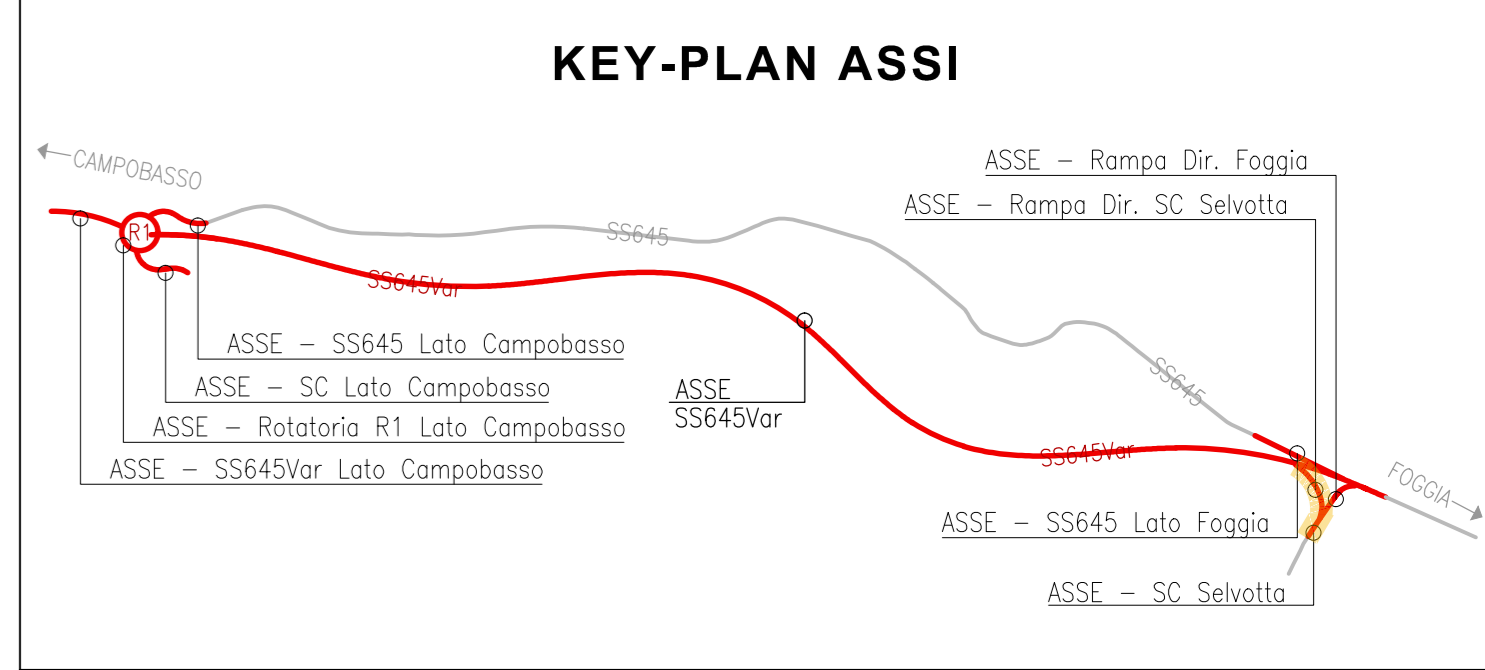 KEY-PLAN ASSI
CAMPOBASSO
R1
SS645
SS645Var
ASSE - Rampa Dir. Foggia
ASSE - Rampa Dir. SC Selvotta
ASSE - SS645 Lato Campobasso
ASSE - SC Lato Campobasso
ASSE - Rotatoria R1 Lato Campobasso
ASSE - SS645Var Lato Campobasso
ASSE
SS645Var
SS645
SS645Var
FOGGIA
ASSE - SS645 Lato Foggia
ASSE - SC Selvotta